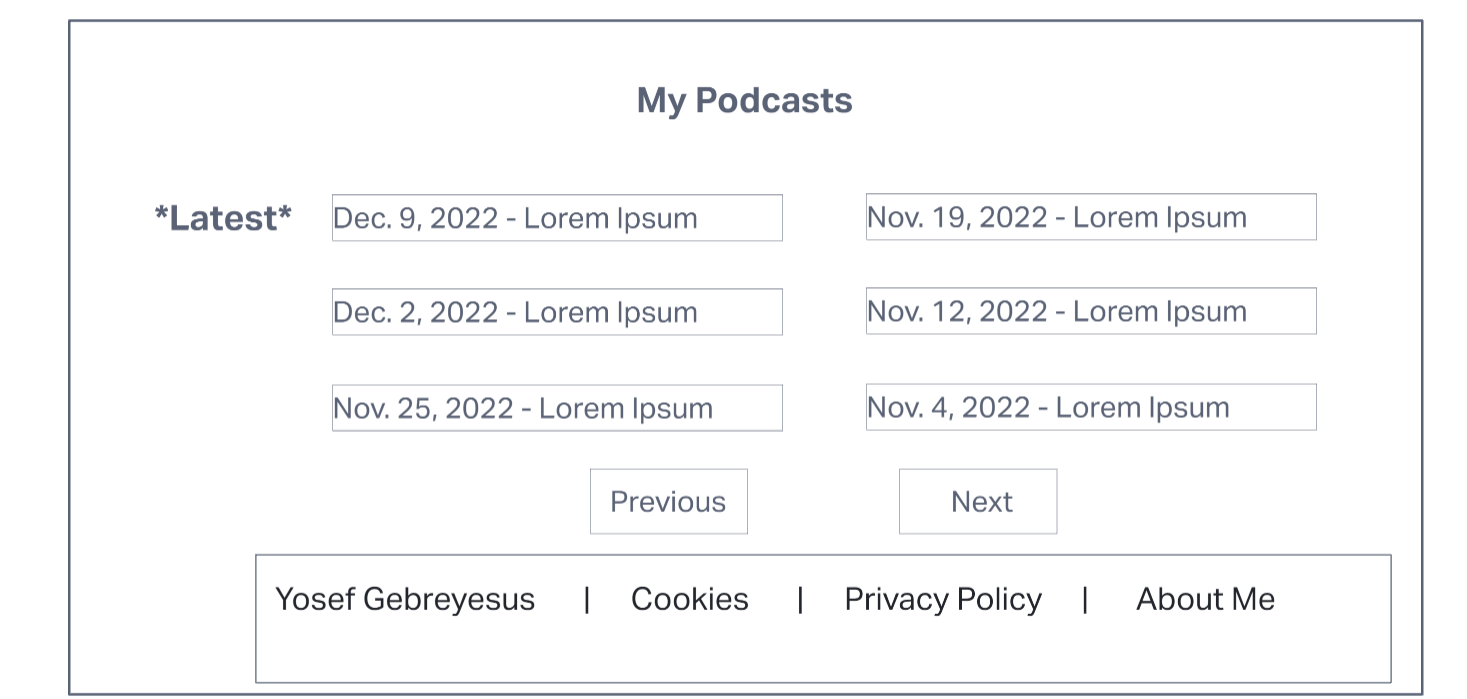 My Podcasts
*Latest* Dec. 9, 2022 - Lorem Ipsum Nov. 19, 2022 - Lorem Ipsum
Dec. 2, 2022 - Lorem Ipsum Nov. 12, 2022 - Lorem Ipsum
Nov. 25, 2022 - Lorem Ipsum Nov. 4, 2022 - Lorem Ipsum
Previous Next
Yosef Gebreyesus | Cookies | Privacy Policy | About Me